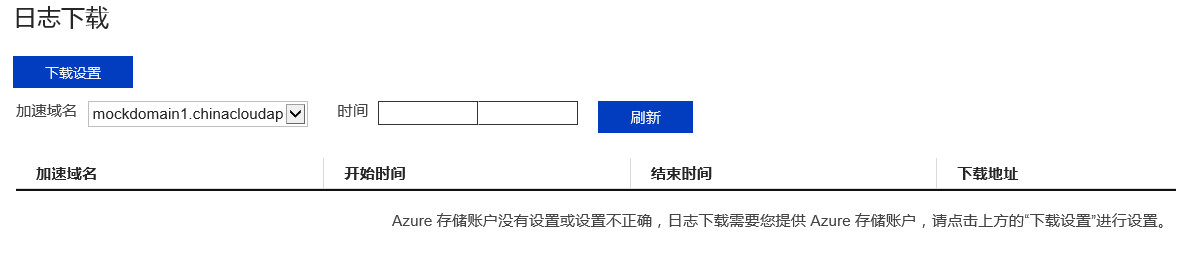 日志下载
下载设置
加速域名 mockdomain1.chinacloudap 时间 刷新
加速域名 开始时间 结束时间 下载地址
Azure 存储账户没有设置或设置不正确，日志下载需要您提供 Azure 存储账户，请点击上方的“下载设置”进行设置。